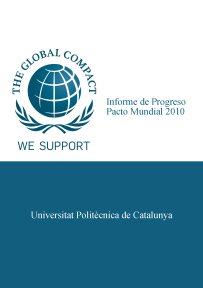 THE GLOBAL COMPACT
WE SUPPORT
Informe de Progreso
Pacto Mundial 2010
Universitat Politècnica de Catalunya